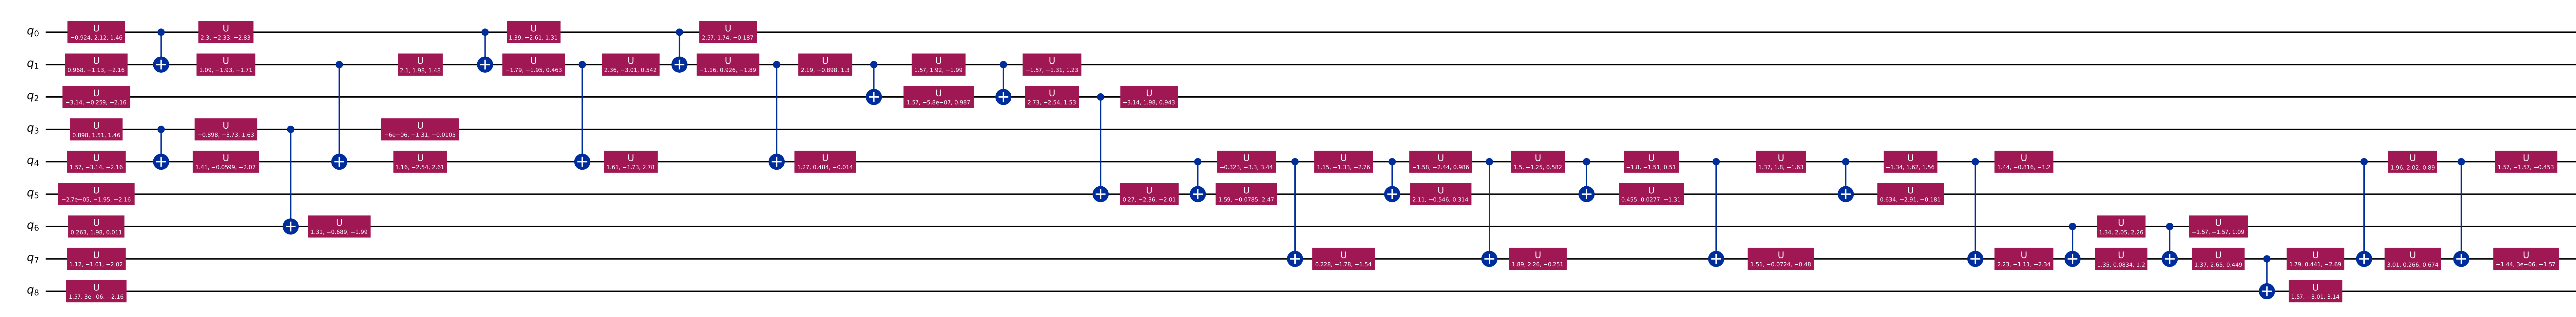 q0 U −0.924, 2.12, 1.46 U 2.3, −2.33, −2.83 U 1.39, −2.61, 1.31 U 2.57, 1.74, −0.187
q1 U 0.968, −1.13, −2.16 U 1.09, −1.93, −1.71 U 2.1, 1.98, 1.48 U −1.79, −1.95, 0.463 U 2.36, −3.01, 0.542 U −1.16, 0.926, −1.89 U 2.19, −0.898, 1.3 U 1.57, 1.92, −1.99 U −1.57, −1.31, 1.23
q2 U −3.14, −0.259, −2.16 U 1.57, −5.8e−07, 0.987 U 2.73, −2.54, 1.53 U −3.14, 1.98, 0.943
q3 U 0.898, 1.51, 1.46 U −0.898, −3.73, 1.63 U −6e−06, −1.31, −0.0105
q4 U 1.57, −3.14, −2.16 U 1.41, −0.0599, −2.07 U 1.16, −2.54, 2.61 U 1.61, −1.73, 2.78 U 1.27, 0.484, −0.014 U −0.323, −3.3, 3.44 U 1.15, −1.33, −2.76 U −1.58, −2.44, 0.986 U 1.5, −1.25, 0.582 U −1.8, −1.51, 0.51 U 1.37, 1.8, −1.63 U −1.34, 1.62, 1.56 U 1.44, −0.816, −1.2 U 1.96, 2.02, 0.89 U 1.57, −1.57, −0.453
q5 U −2.7e−05, −1.95, −2.16 U 0.27, −2.36, −2.01 U 1.59, −0.0785, 2.47 U 2.11, −0.546, 0.314 U 0.455, 0.0277, −1.31 U 0.634, −2.91, −0.181
q6 U 0.263, 1.98, 0.011 U 1.31, −0.689, −1.99 U 1.34, 2.05, 2.26 U −1.57, −1.57, 1.09
q7 U 1.12, −1.01, −2.02 U 0.228, −1.78, −1.54 U 1.89, 2.26, −0.251 U 1.51, −0.0724, −0.48 U 2.23, −1.11, −2.34 U 1.35, 0.0834, 1.2 U 1.37, 2.65, 0.449 U 1.79, 0.441, −2.69 U 3.01, 0.266, 0.674 U −1.44, 3e−06, −1.57
q8 U 1.57, 3e−06, −2.16 U 1.57, −3.01, 3.14